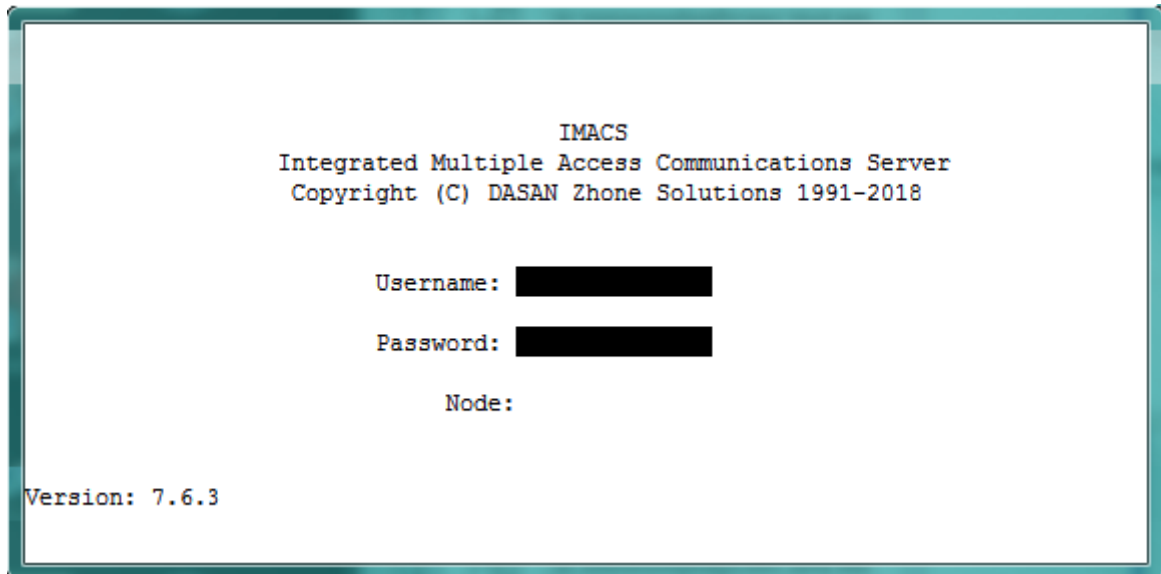 IMACS
Integrated Multiple Access Communications Server
Copyright (C) DASAN Zhone Solutions 1991-2018
Username:
Password:
Node:
Version: 7.6.3